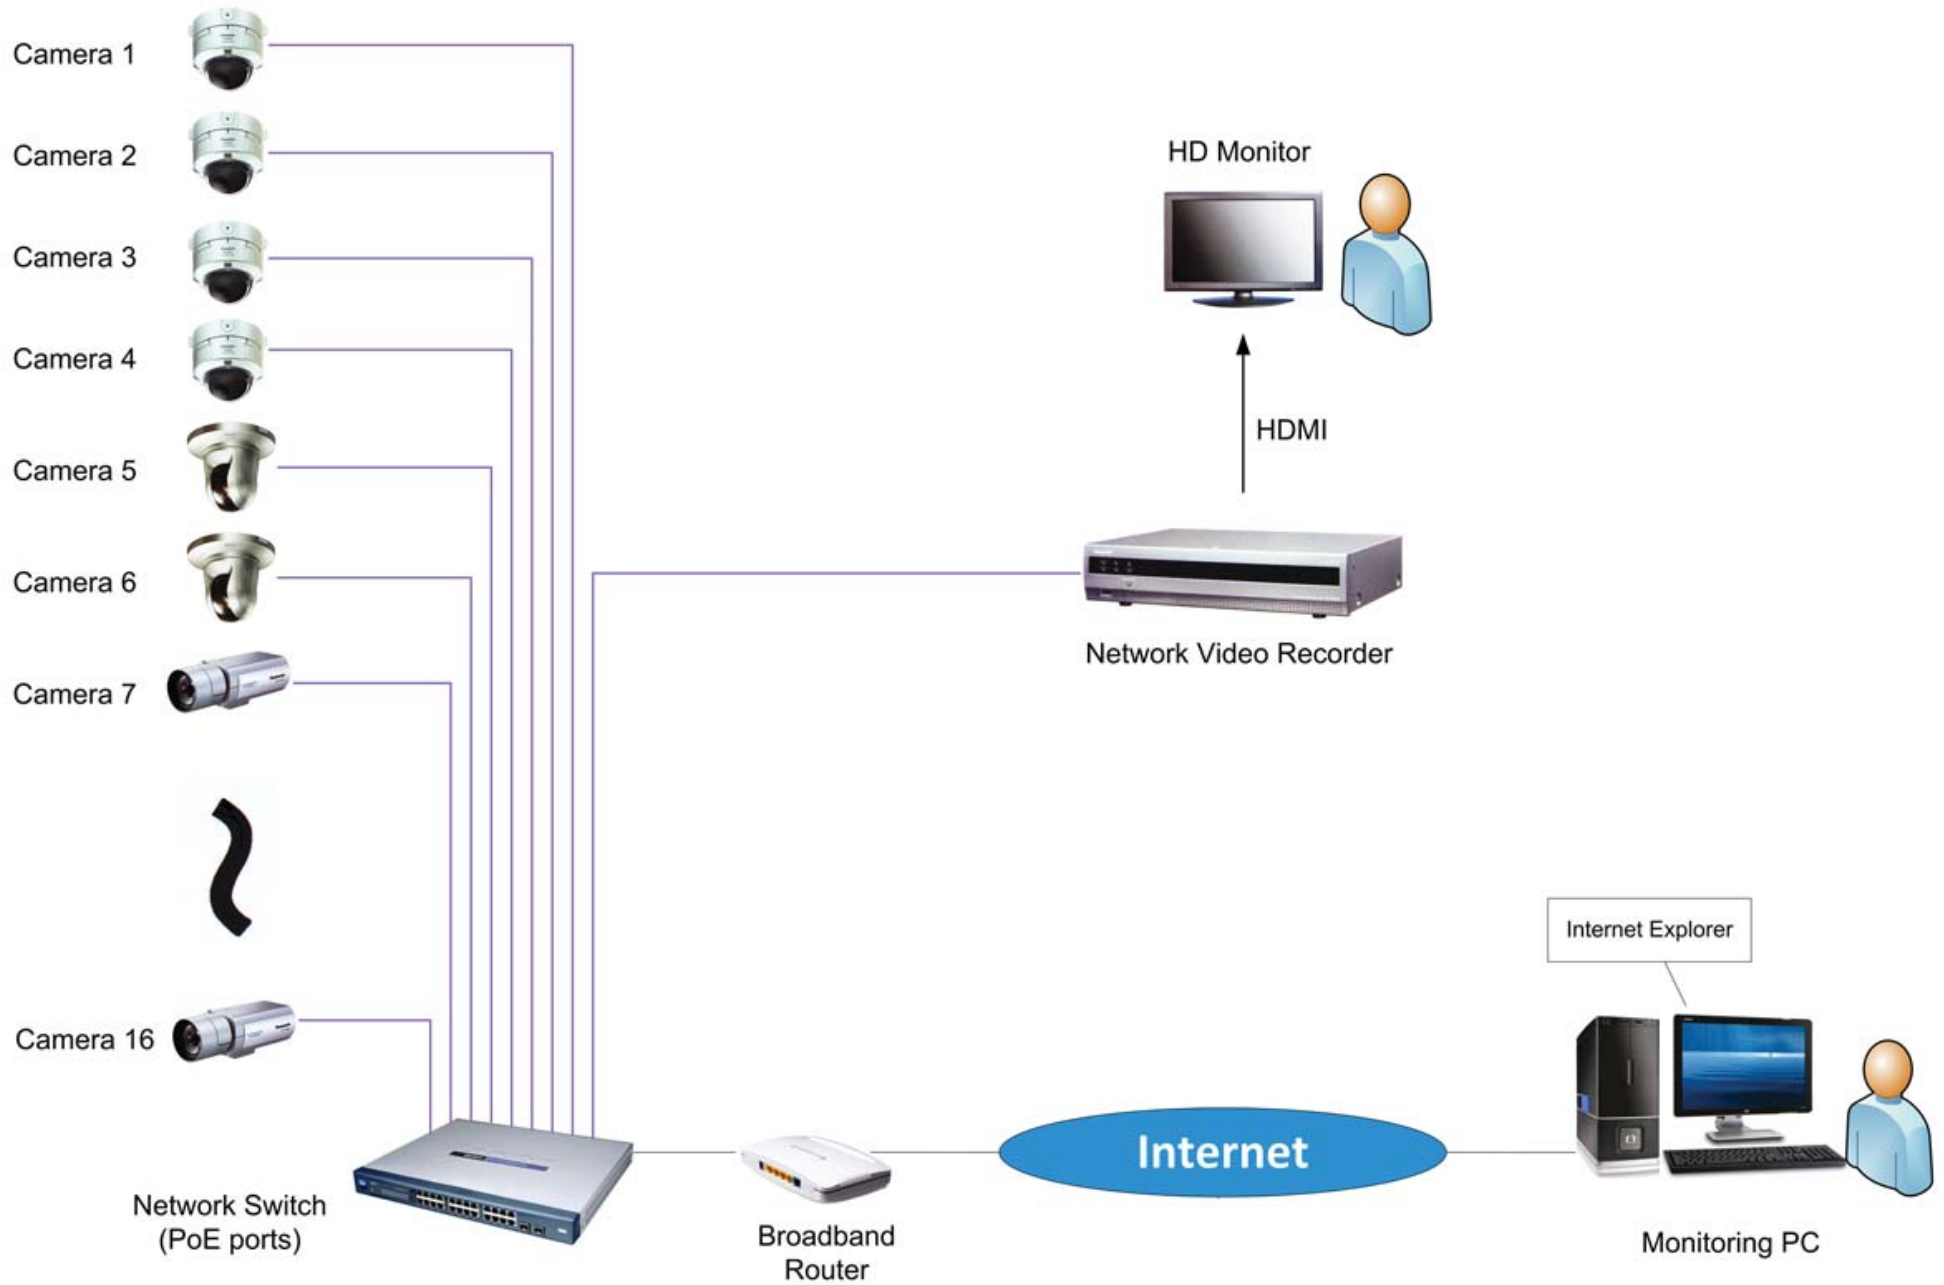 Camera 1
Camera 2
Camera 3
Camera 4
Camera 5
Camera 6
Camera 7
Camera 16
HD Monitor
HDMI
Network Video Recorder
Internet Explorer
Internet
Network Switch
(PoE ports)
Broadband
Router
Monitoring PC